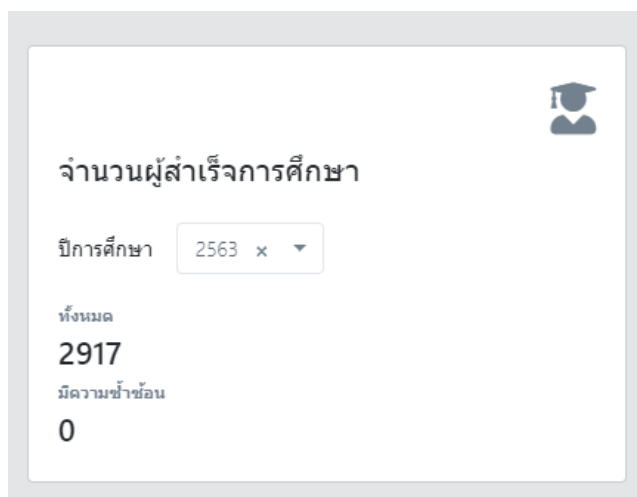 จำนวนผู้สำเร็จการศึกษา
ปีการศึกษา 2563 ×
ทั้งหมด
2917
มีความซ้ำซ้อน
0